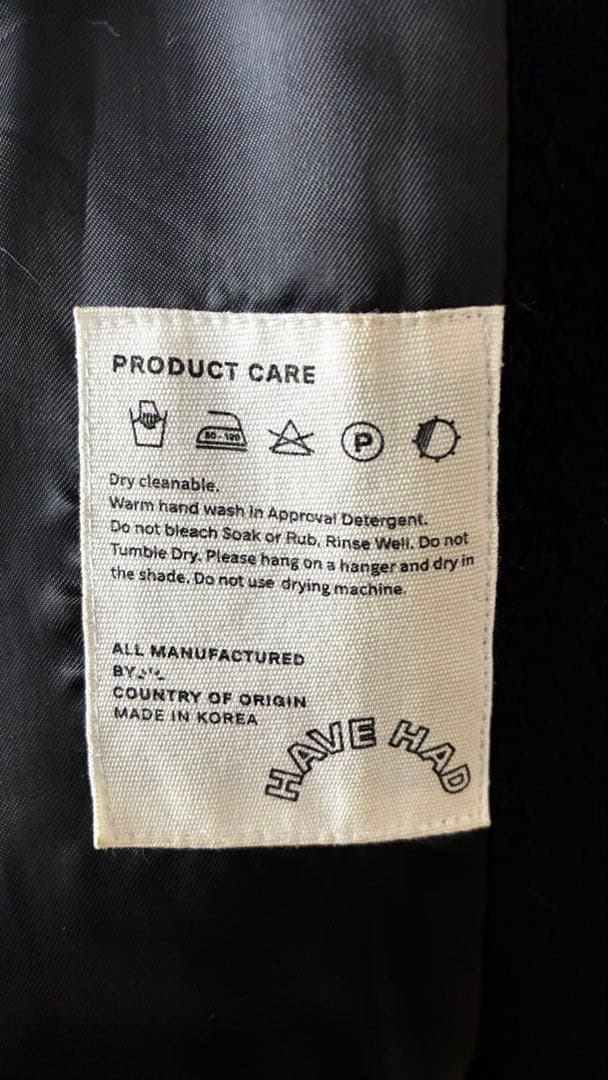 PRODUCT CARE
80-120
P
Dry cleanable.
Warm hand wash in Approval Detergent.
Do not bleach Soak or Rub. Rinse Well. Do not
Tumble Dry. Please hang on a hanger and dry in
the shade. Do not use drying machine.
ALL MANUFACTURED
BY
COUNTRY OF ORIGIN
MADE IN KOREA
HAVE HAD